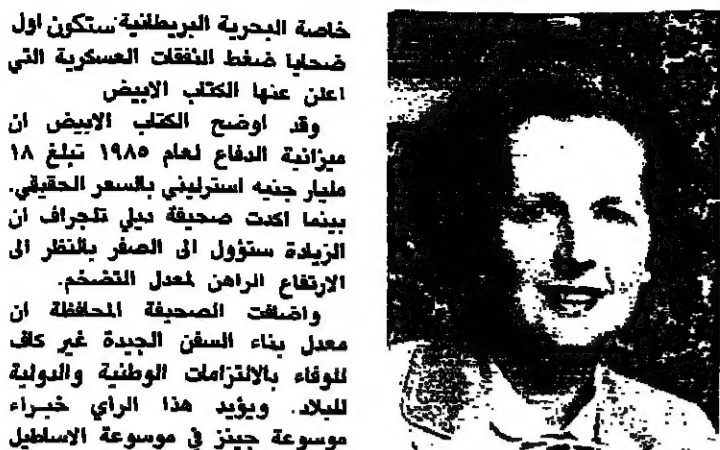 خاصة البحرية البريطانية ستكون اول
ضحايا ضغط النفقات العسكرية التي
اعلن عنها الكتاب الابيض
وقد اوضح الكتاب الابيض ان
ميزانية الدفاع لعام ١٩٨٥ تبلغ ١٨
مليار جنيه استرليني بالسعر الحقيقي.
بينما اكدت صحيفة ديلي تلجراف ان
الزيادة ستؤول الى الصفر بالنظر الى
الارتفاع الراهن لمعدل التضخم.
واضافت الصحيفة المحافظة ان
معدل بناء السفن الجيدة غير كاف
للوفاء بالالتزامات الوطنية والدولية
للبلاد. ويؤيد هذا الراي خبراء
موسوعة جينز في موسوعة الاساطيل